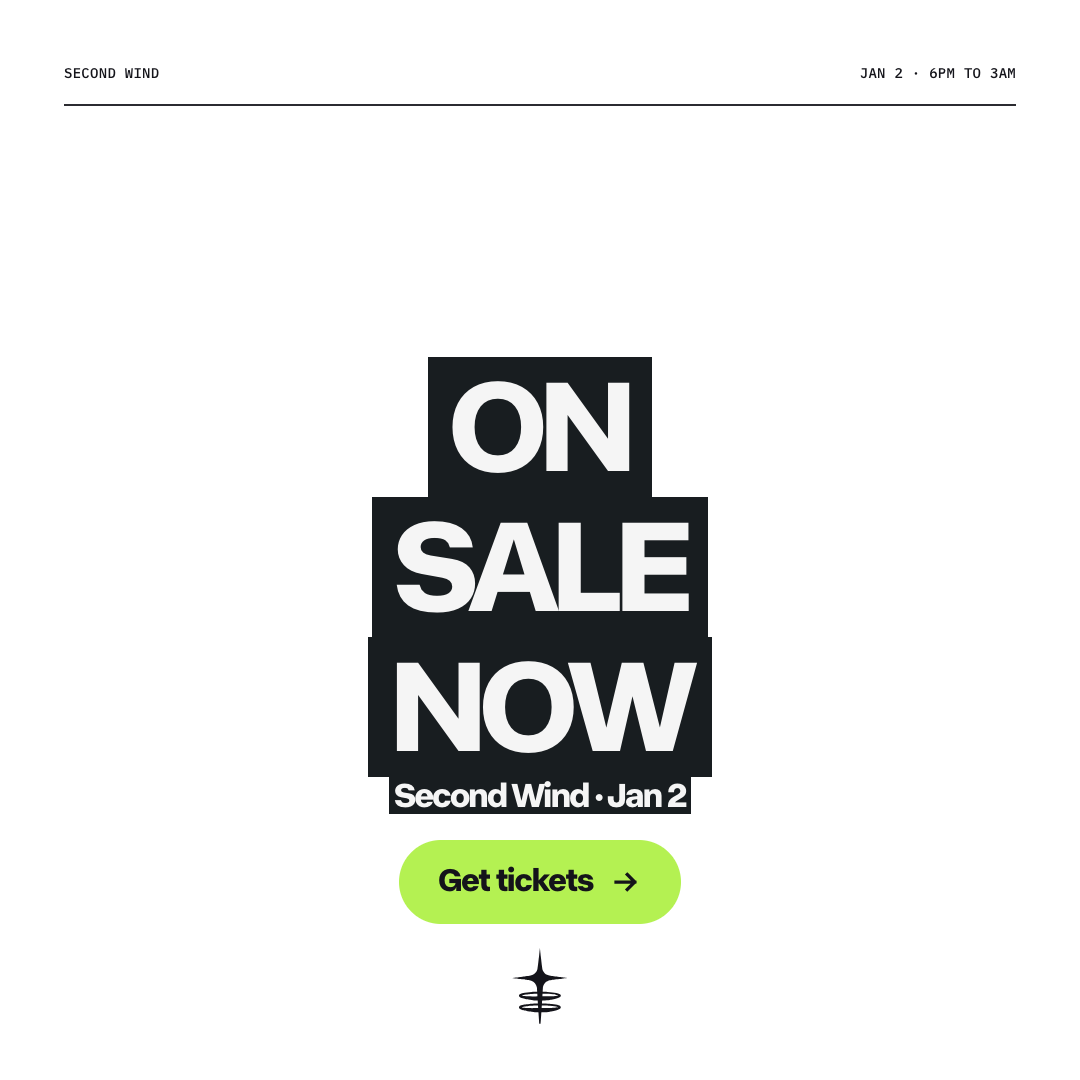 SECOND WIND
JAN 2 · 6PM TO 3AM
ON
SALE
NOW
Second Wind · Jan 2
Get tickets →